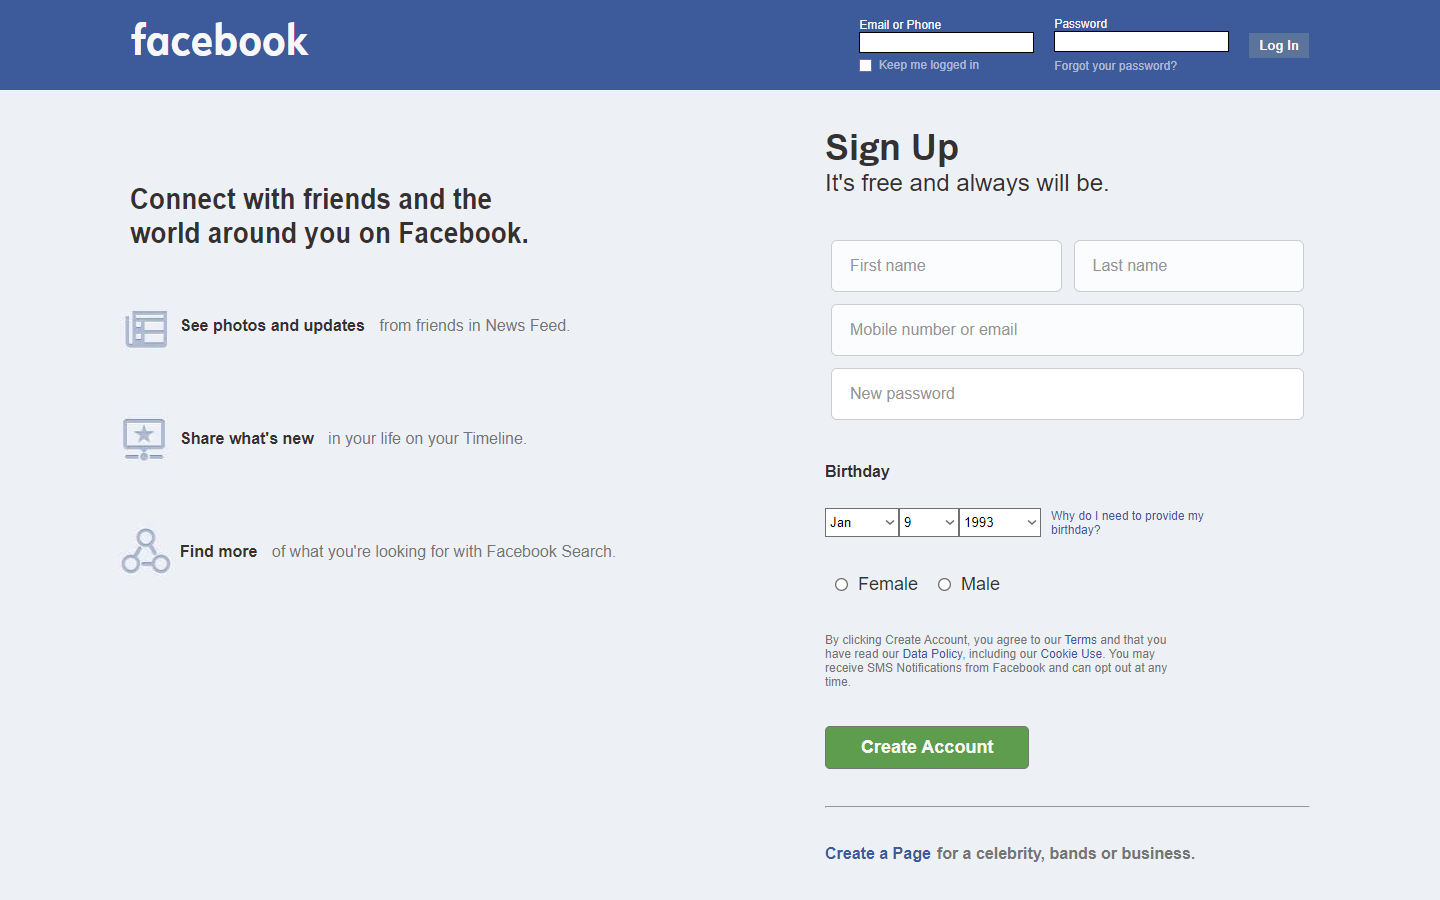 facebook
Email or Phone
Password
Log In
Keep me logged in
Forgot your password?
Connect with friends and the
world around you on Facebook.
See photos and updates from friends in News Feed.
Share what's new in your life on your Timeline.
Find more of what you're looking for with Facebook Search.
Sign Up
It's free and always will be.
First name
Last name
Mobile number or email
New password
Birthday
Jan 9 1993
Why do I need to provide my
birthday?
Female Male
By clicking Create Account, you agree to our Terms and that you
have read our Data Policy, including our Cookie Use. You may
receive SMS Notifications from Facebook and can opt out at any
time.
Create Account
Create a Page for a celebrity, bands or business.